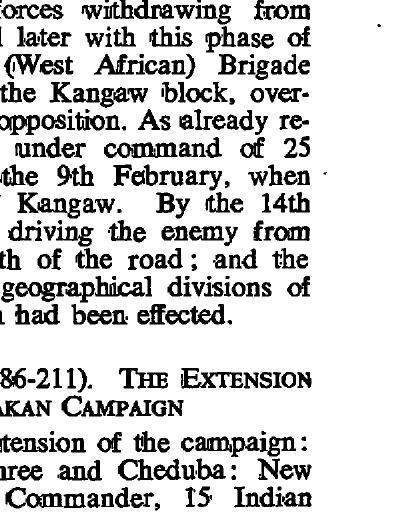 forces withdrawing from
later with this phase of
(West African) Brigade
the Kangaw block, over-
opposition. As already re-
under command of 25
the 9th February, when
Kangaw. By the 14th
driving the enemy from
of the road; and the
geographical divisions of
had been effected.
86-211). THE EXTENSION
AKAN CAMPAIGN
tension of the campaign:
and Cheduba: New
Commander, 15 Indian